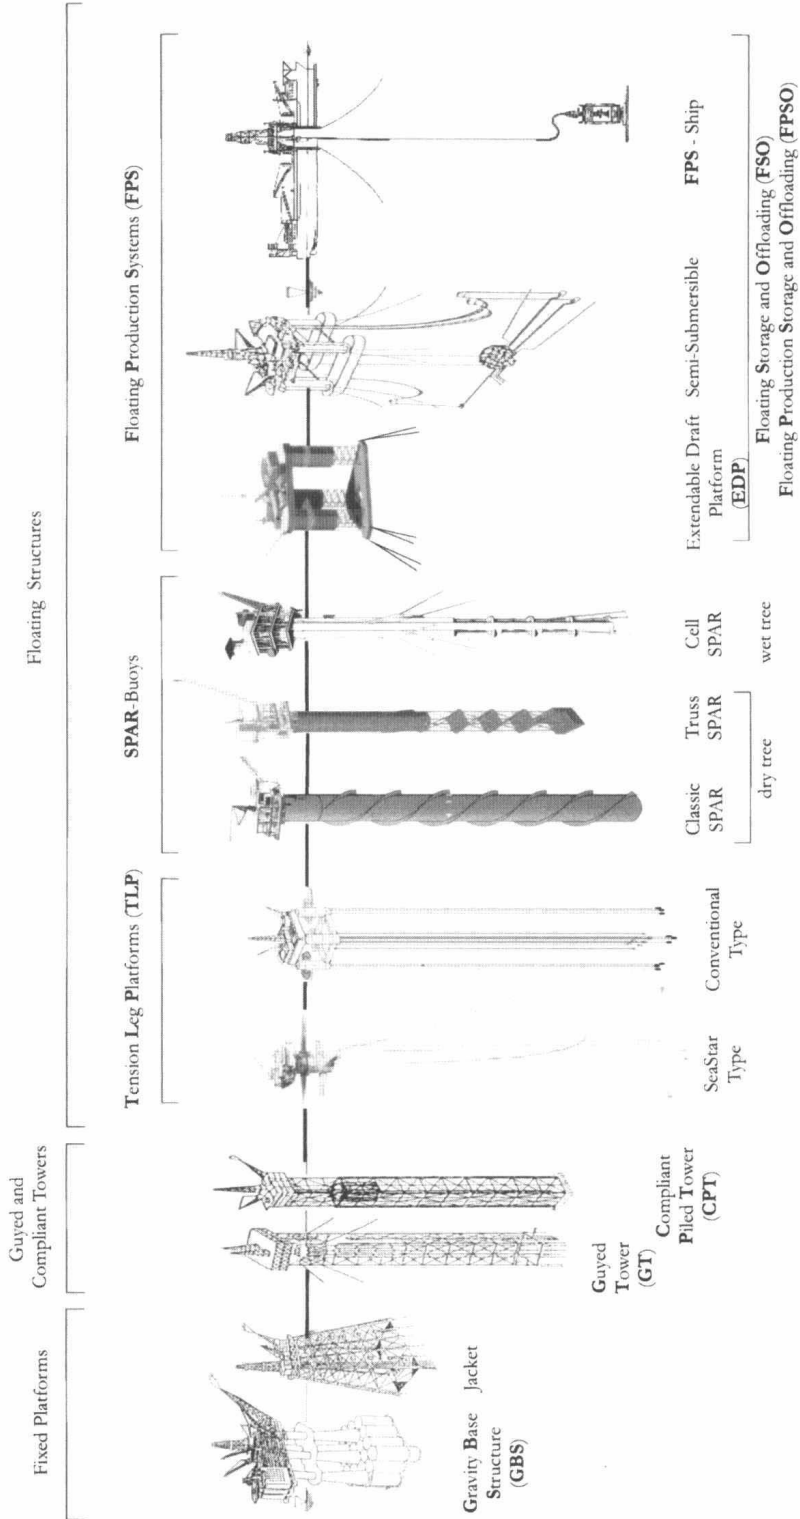 Fixed Platforms
Guyed and
Compliant Towers
Floating Structures
Tension Leg Platforms (TLP)
SPAR-Buoys
Floating Production Systems (FPS)
Gravity Base
Structure
(GBS)
Jacket
Guyed
Tower
(GT)
Compliant
Piled Tower
(CPT)
SeaStar
Type
Conventional
Type
Classic
SPAR
Truss
SPAR
dry tree
Cell
SPAR
wet tree
Extendable Draft
Platform
(EDP)
Semi-Submersible
FPS - Ship
Floating Storage and Offloading (FSO)
Floating Production Storage and Offloading (FPSO)